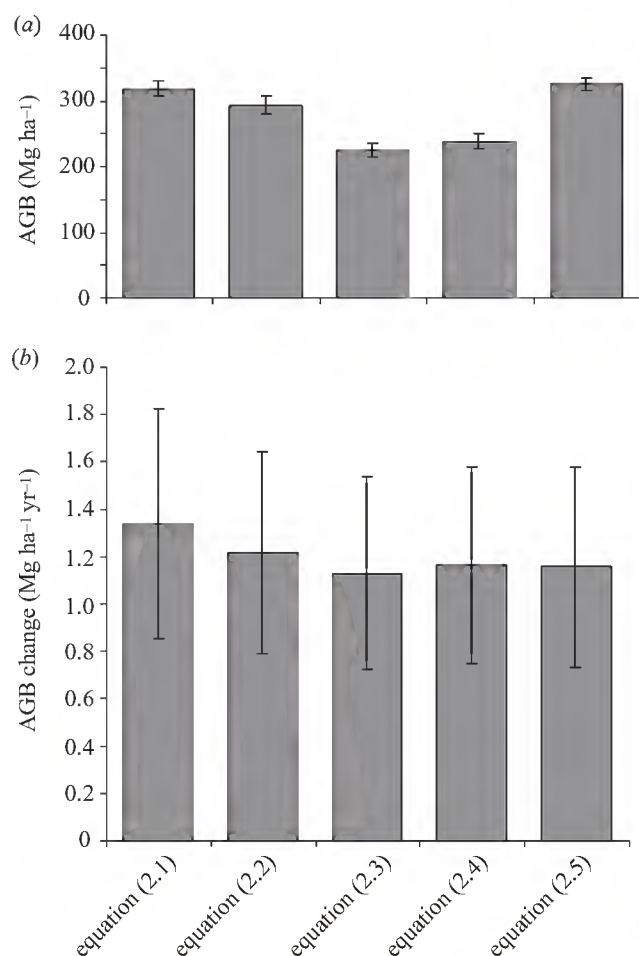 (a)
400
300
200
100
0
AGB (Mg ha⁻¹)
(b)
2.0
1.8
1.6
1.4
1.2
1.0
0.8
0.6
0.4
0.2
0
AGB change (Mg ha⁻¹ yr⁻¹)
equation (2.1)
equation (2.2)
equation (2.3)
equation (2.4)
equation (2.5)